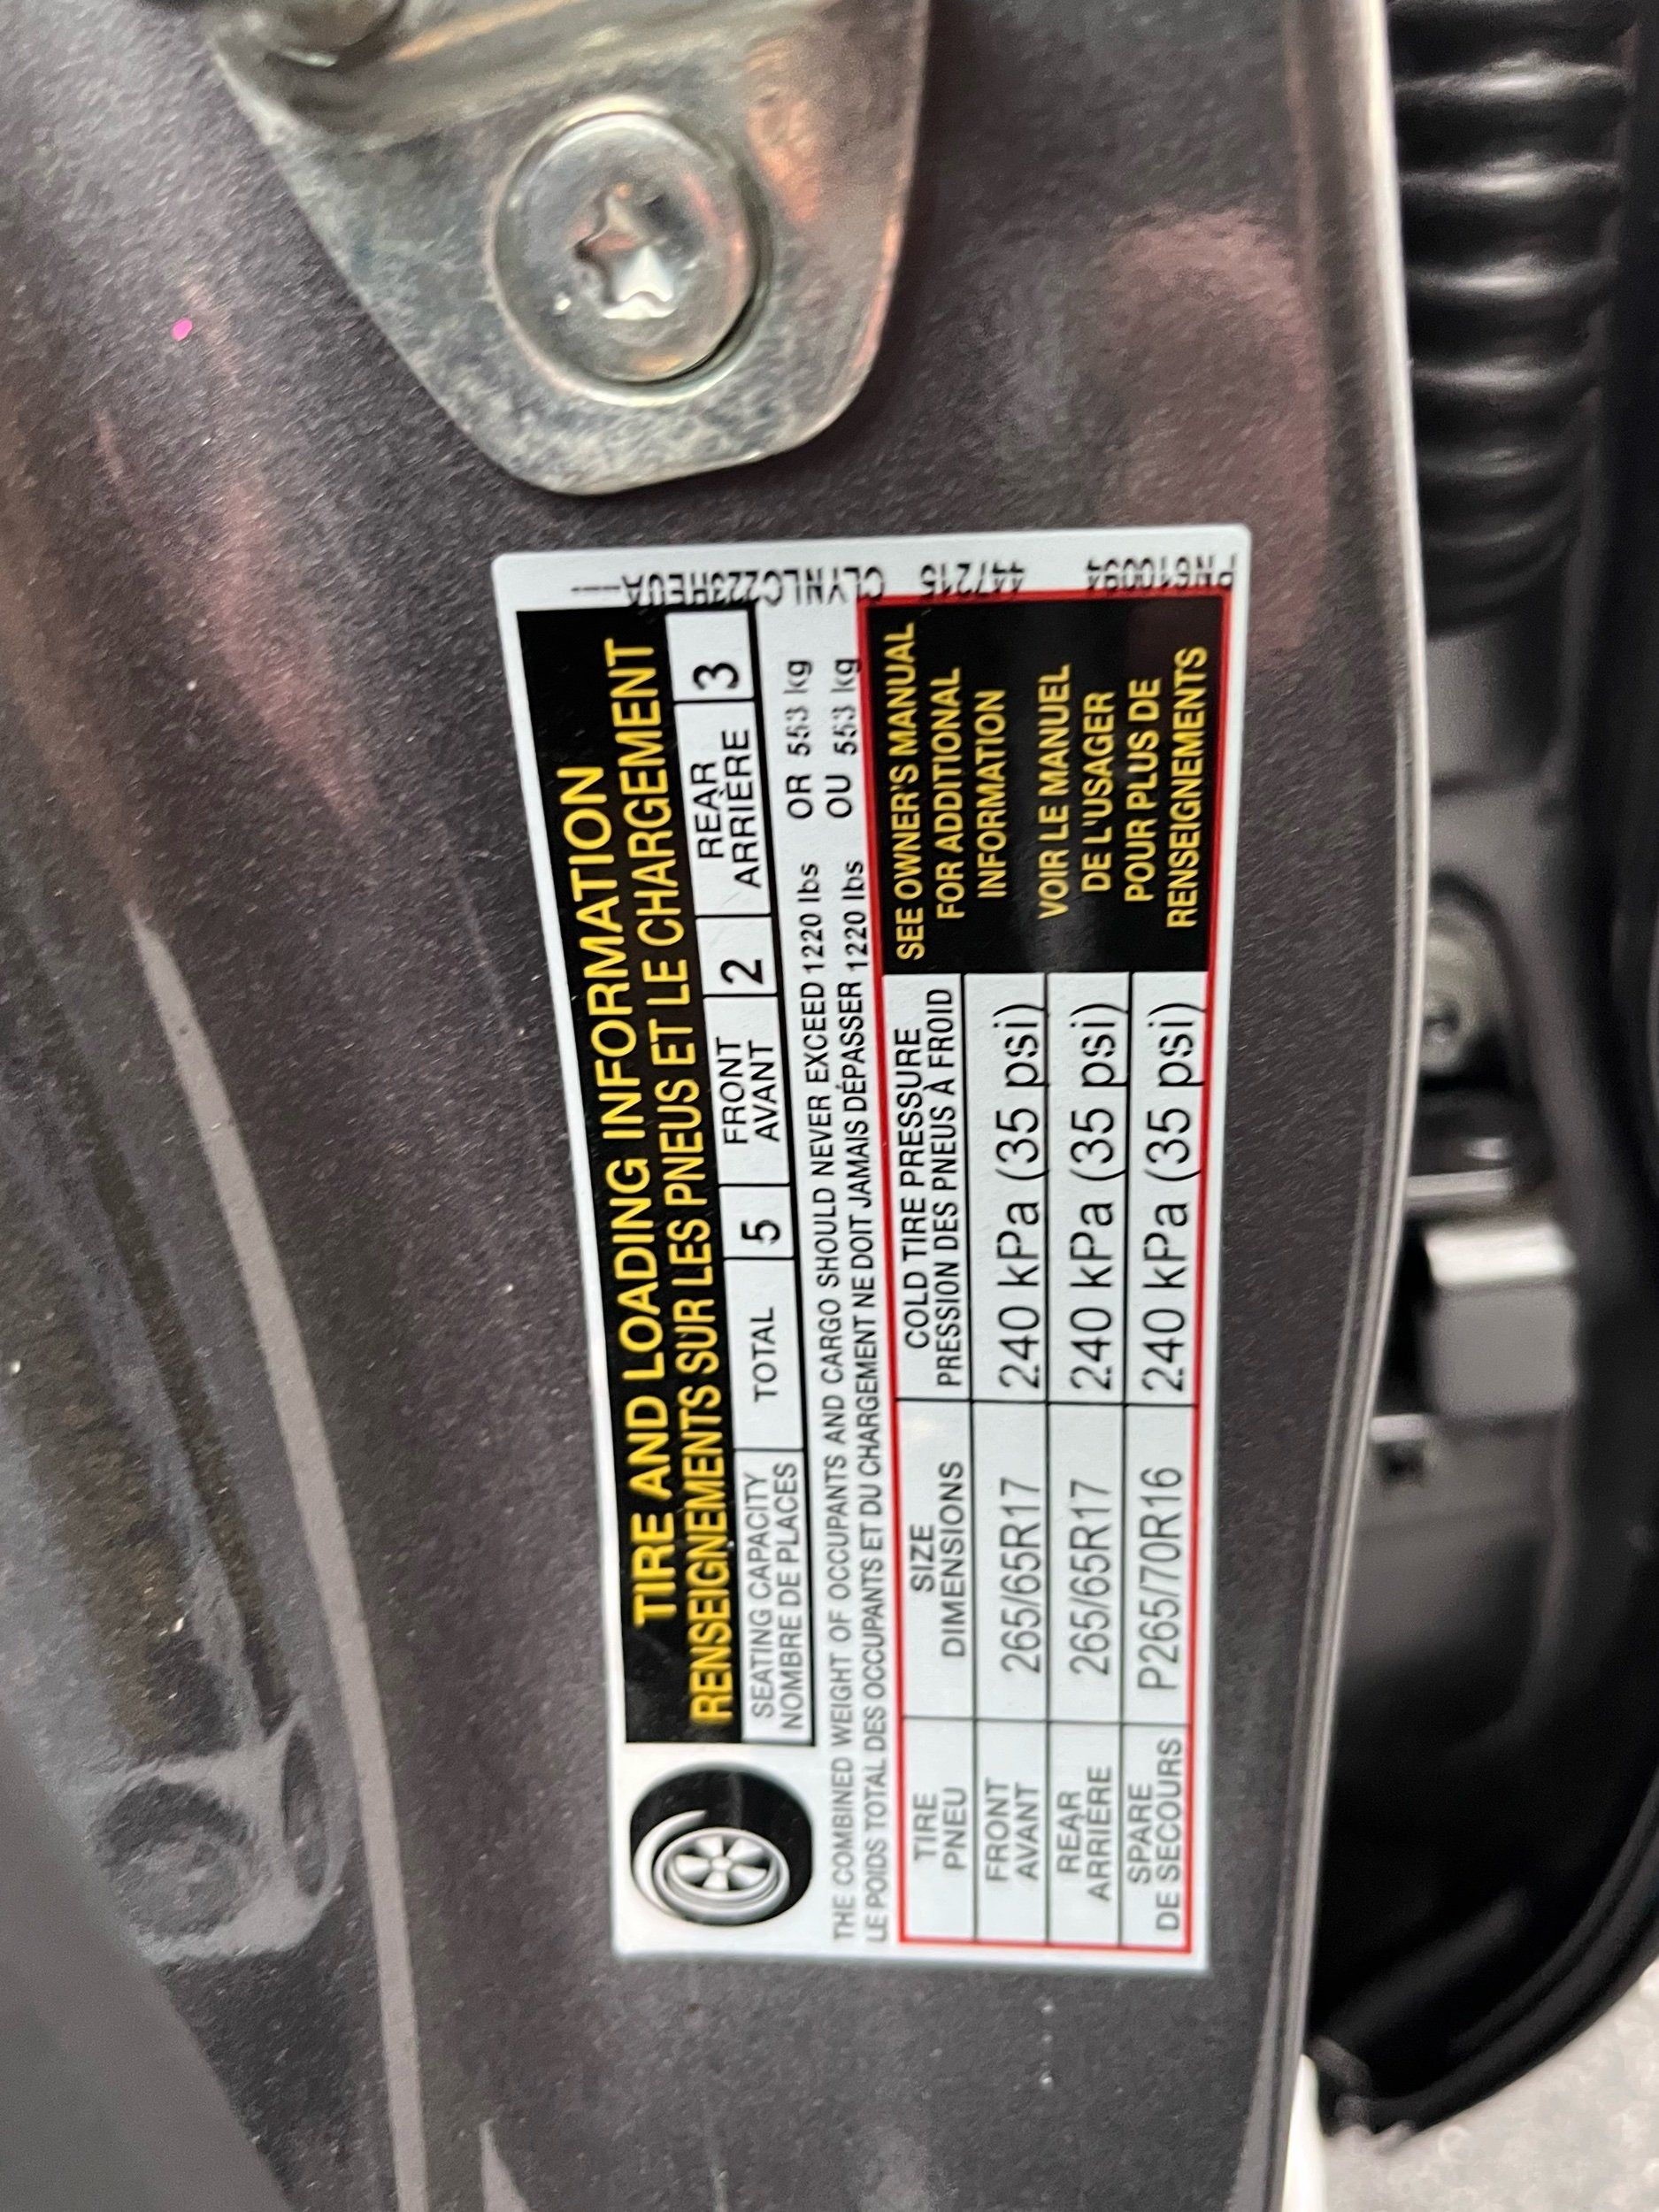 TIRE AND LOADING INFORMATION
RENSEIGNEMENTS SUR LES PNEUS ET LE CHARGEMENT
SEATING CAPACITY
NOMBRE DE PLACES
TOTAL 5
FRONT
AVANT
2
REAR
ARRIÈRE
3
THE COMBINED WEIGHT OF OCCUPANTS AND CARGO SHOULD NEVER EXCEED 1220 lbs OR 553 kg
LE POIDS TOTAL DES OCCUPANTS ET DU CHARGEMENT NE DOIT JAMAIS DÉPASSER 1220 lbs OU 553 kg
TIRE
PNEU
SIZE
DIMENSIONS
COLD TIRE PRESSURE
PRESSION DES PNEUS À FROID
FRONT
AVANT
265/65R17 240 kPa (35 psi)
REAR
ARRIÈRE
265/65R17 240 kPa (35 psi)
SPARE
DE SECOURS
P265/70R16 240 kPa (35 psi)
SEE OWNER'S MANUAL
FOR ADDITIONAL
INFORMATION
VOIR LE MANUEL
DE L'USAGER
POUR PLUS DE
RENSEIGNEMENTS
447215